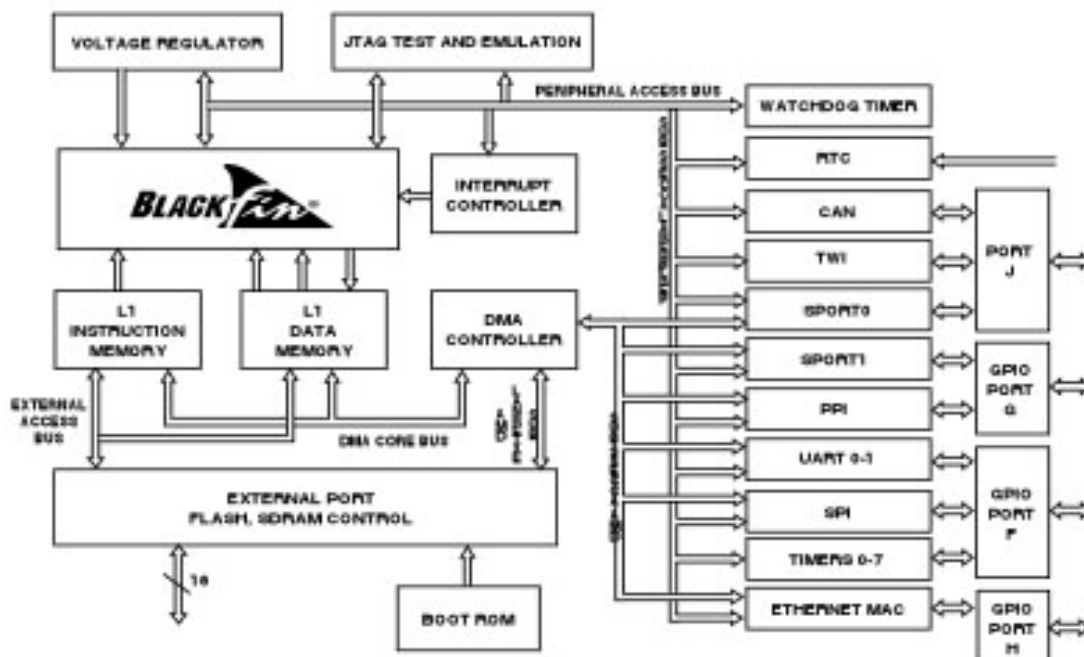 VOLTAGE REGULATOR
JTAG TEST AND EMULATION
PERIPHERAL ACCESS BUS
WATCHDOG TIMER
RTC
BLACKfin®
INTERRUPT
CONTROLLER
CAN
TWI
PORT
J
L1
INSTRUCTION
MEMORY
L1
DATA
MEMORY
DMA
CONTROLLER
SPORT0
SPORT1
GPIO
PORT
G
PPI
EXTERNAL
ACCESS
BUS
DMA CORE BUS
UART 0-1
EXTERNAL PORT
FLASH, SDRAM CONTROL
SPI
GPIO
PORT
F
TIMERS 0-7
16
BOOT ROM
ETHERNET MAC
GPIO
PORT
H